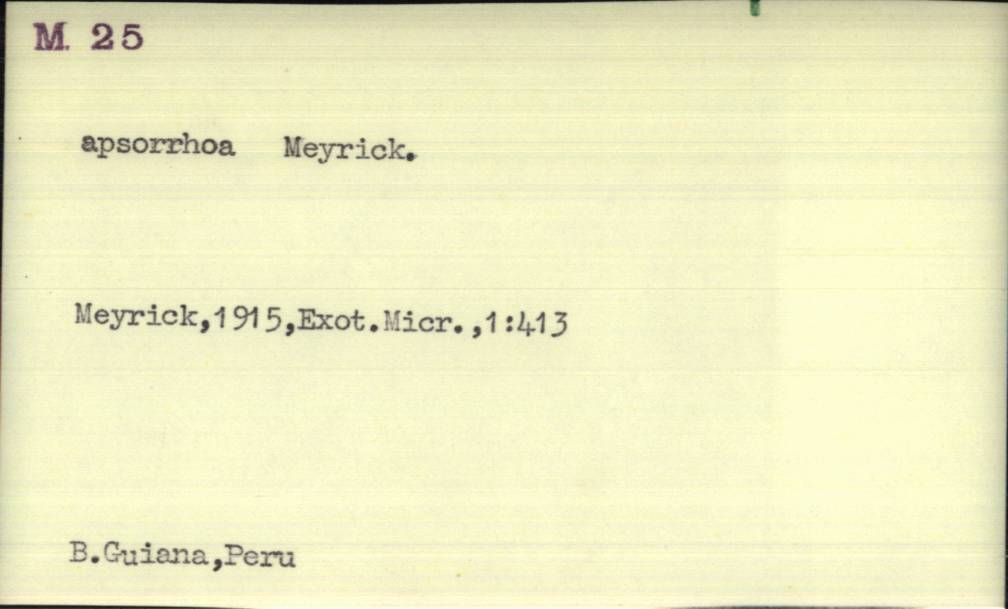 M. 25
apsorrhoa Meyrick.
Meyrick,1915,Exot.Micr.,1:413
B.Guiana,Peru